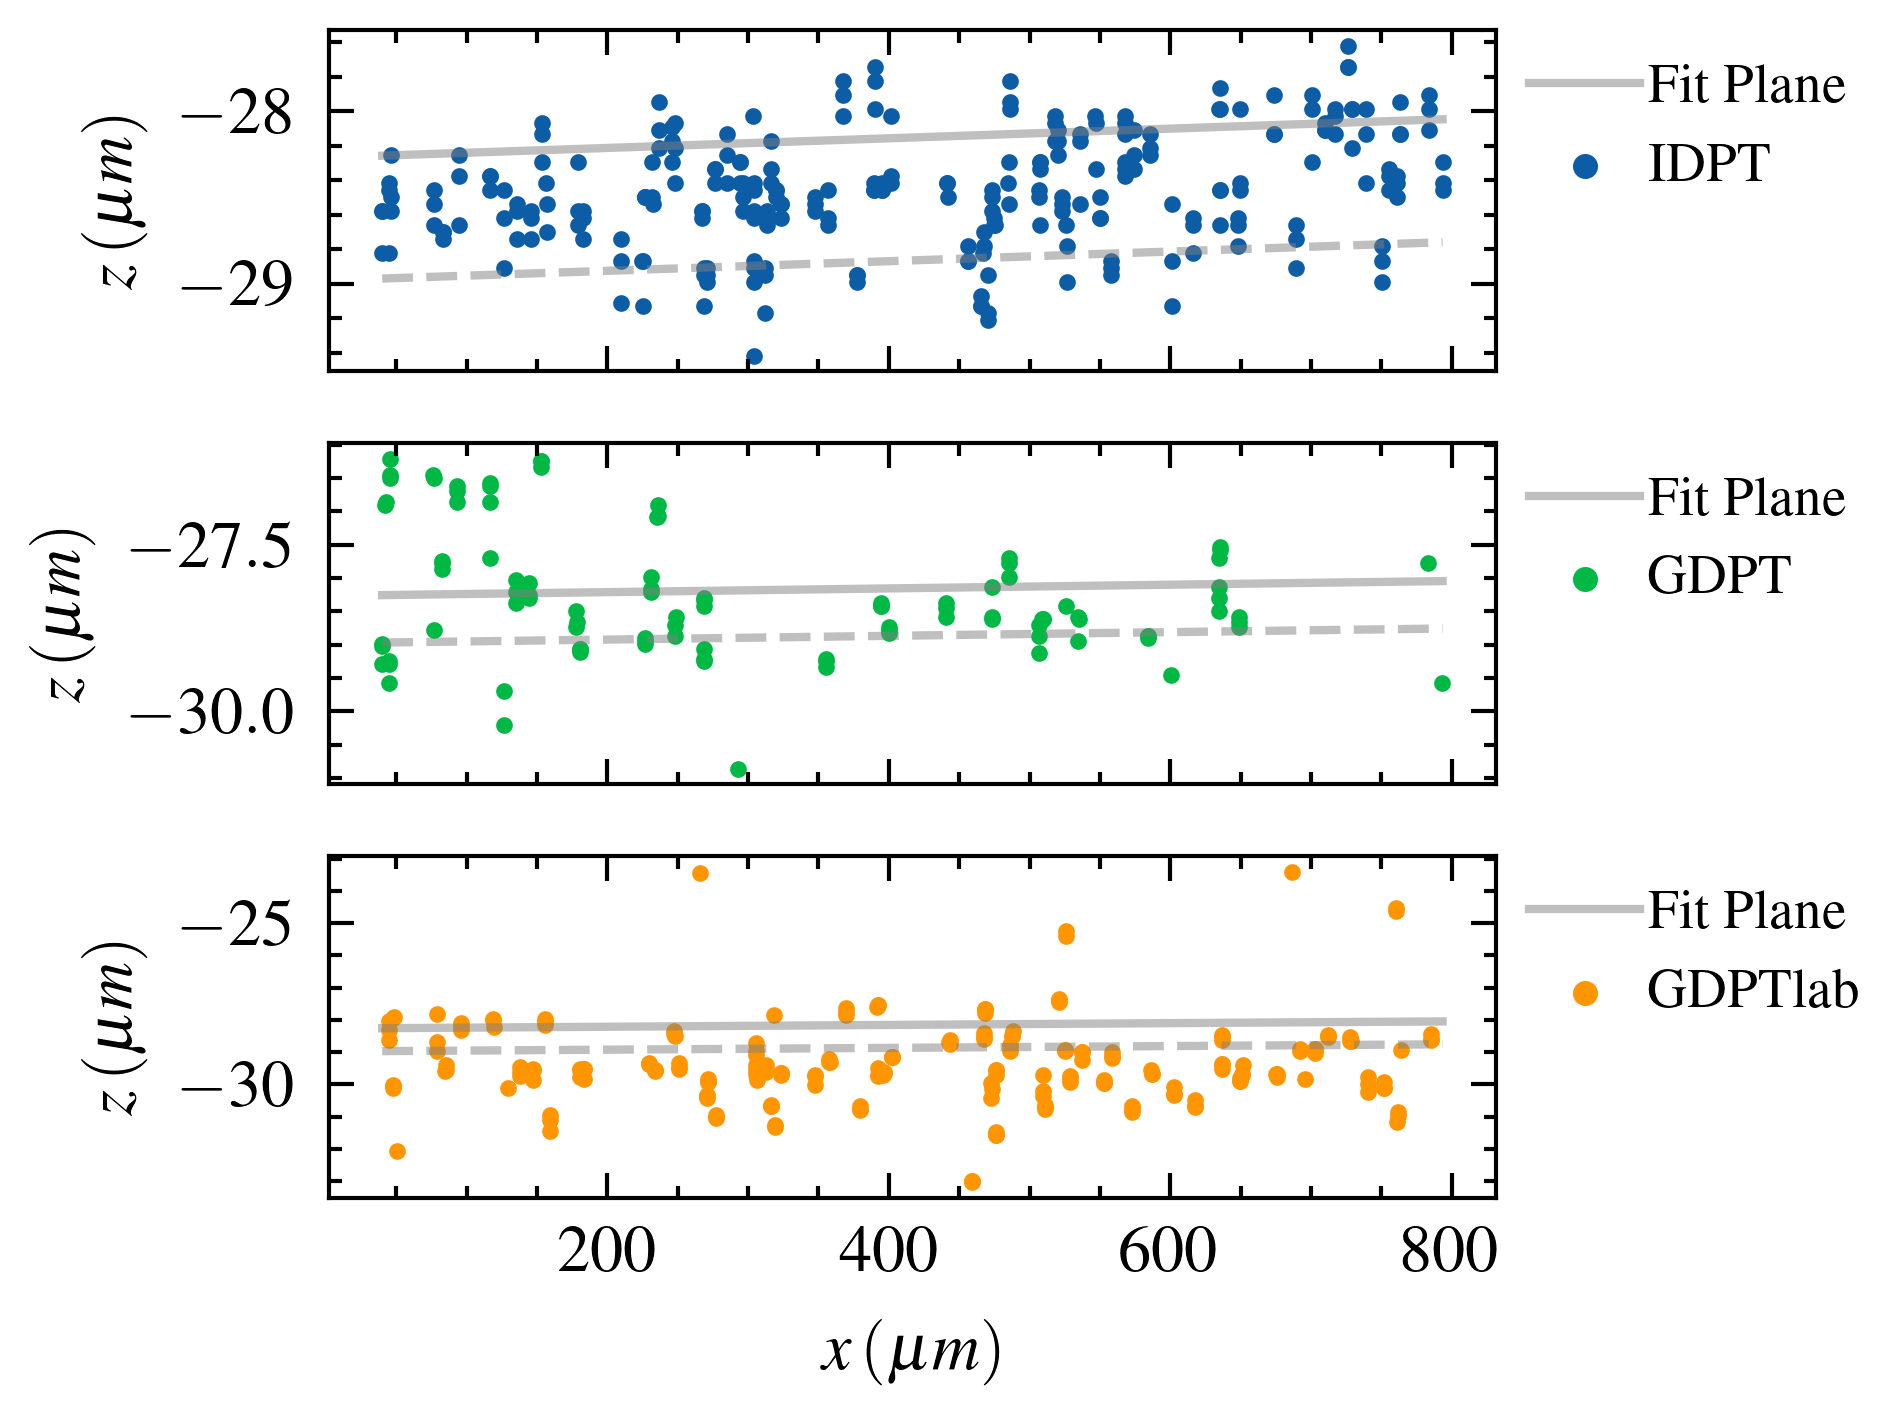 z (μm)
−28
−29
Fit Plane
IDPT
z (μm)
−27.5
−30.0
Fit Plane
GDPT
z (μm)
−25
−30
Fit Plane
GDPTlab
200 400 600 800
x (μm)